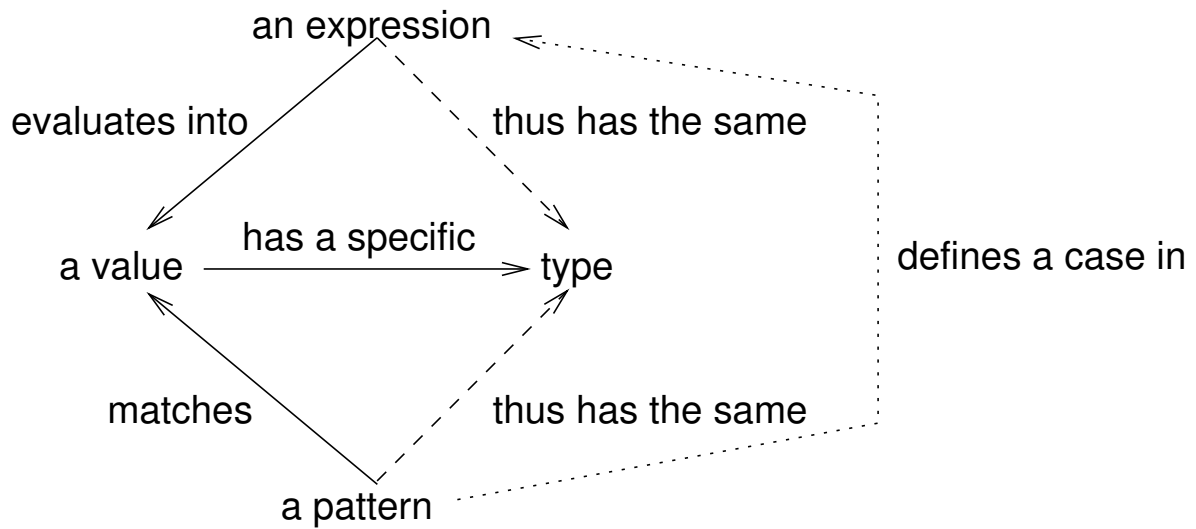 an expression
evaluates into
thus has the same
has a specific
a value
type
defines a case in
matches
thus has the same
a pattern